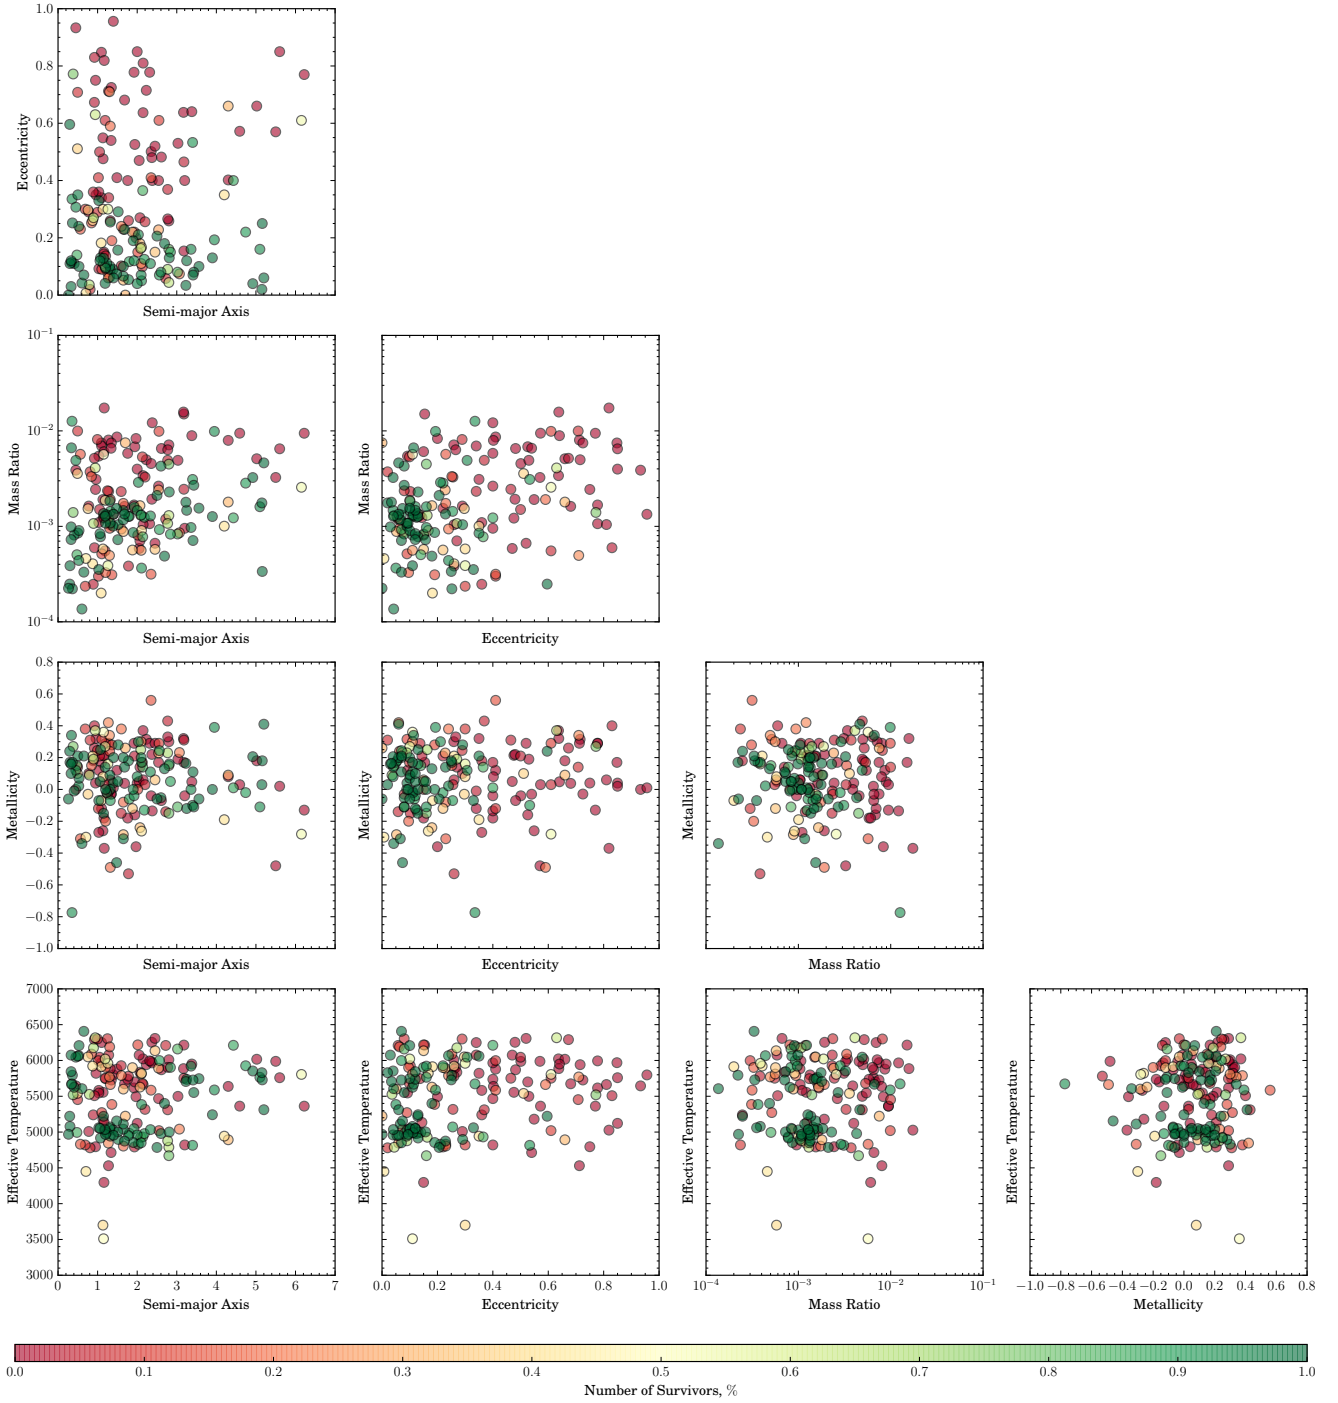 1.0
0.8
0.6
0.4
0.2
0.0
Eccentricity
Semi-major Axis
10⁻¹
10⁻²
10⁻³
10⁻⁴
Mass Ratio
Semi-major Axis
Mass Ratio
Eccentricity
0.8
0.6
0.4
0.2
0.0
−0.2
−0.4
−0.6
−0.8
−1.0
Metallicity
Semi-major Axis
Metallicity
Eccentricity
Metallicity
Mass Ratio
7000
6500
6000
5500
5000
4500
4000
3500
3000
Effective Temperature
0 1 2 3 4 5 6 7
Semi-major Axis
Effective Temperature
0.0 0.2 0.4 0.6 0.8 1.0
Eccentricity
Effective Temperature
10⁻⁴ 10⁻³ 10⁻² 10⁻¹
Mass Ratio
Effective Temperature
−1.0 −0.8 −0.6 −0.4 −0.2 0.0 0.2 0.4 0.6 0.8
Metallicity
0.0 0.1 0.2 0.3 0.4 0.5 0.6 0.7 0.8 0.9 1.0
Number of Survivors, %